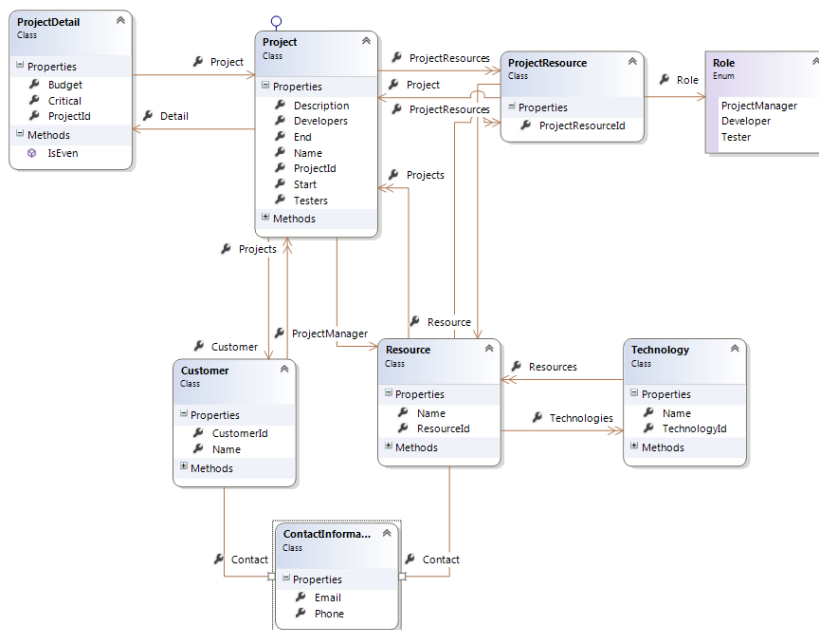 ProjectDetail
Class
Properties
Budget
Critical
ProjectId
Methods
IsEven
Project
Detail
Project
Class
Properties
Description
Developers
End
Name
ProjectId
Start
Testers
Methods
ProjectResources
Project
ProjectResources
ProjectResource
Class
Properties
ProjectResourceId
Role
Role
Enum
ProjectManager
Developer
Tester
Projects
Projects
Customer
ProjectManager
Resource
Customer
Class
Properties
CustomerId
Name
Methods
Resource
Class
Properties
Name
ResourceId
Methods
Resources
Technologies
Technology
Class
Properties
Name
TechnologyId
Methods
Contact
Contact
ContactInforma...
Class
Properties
Email
Phone